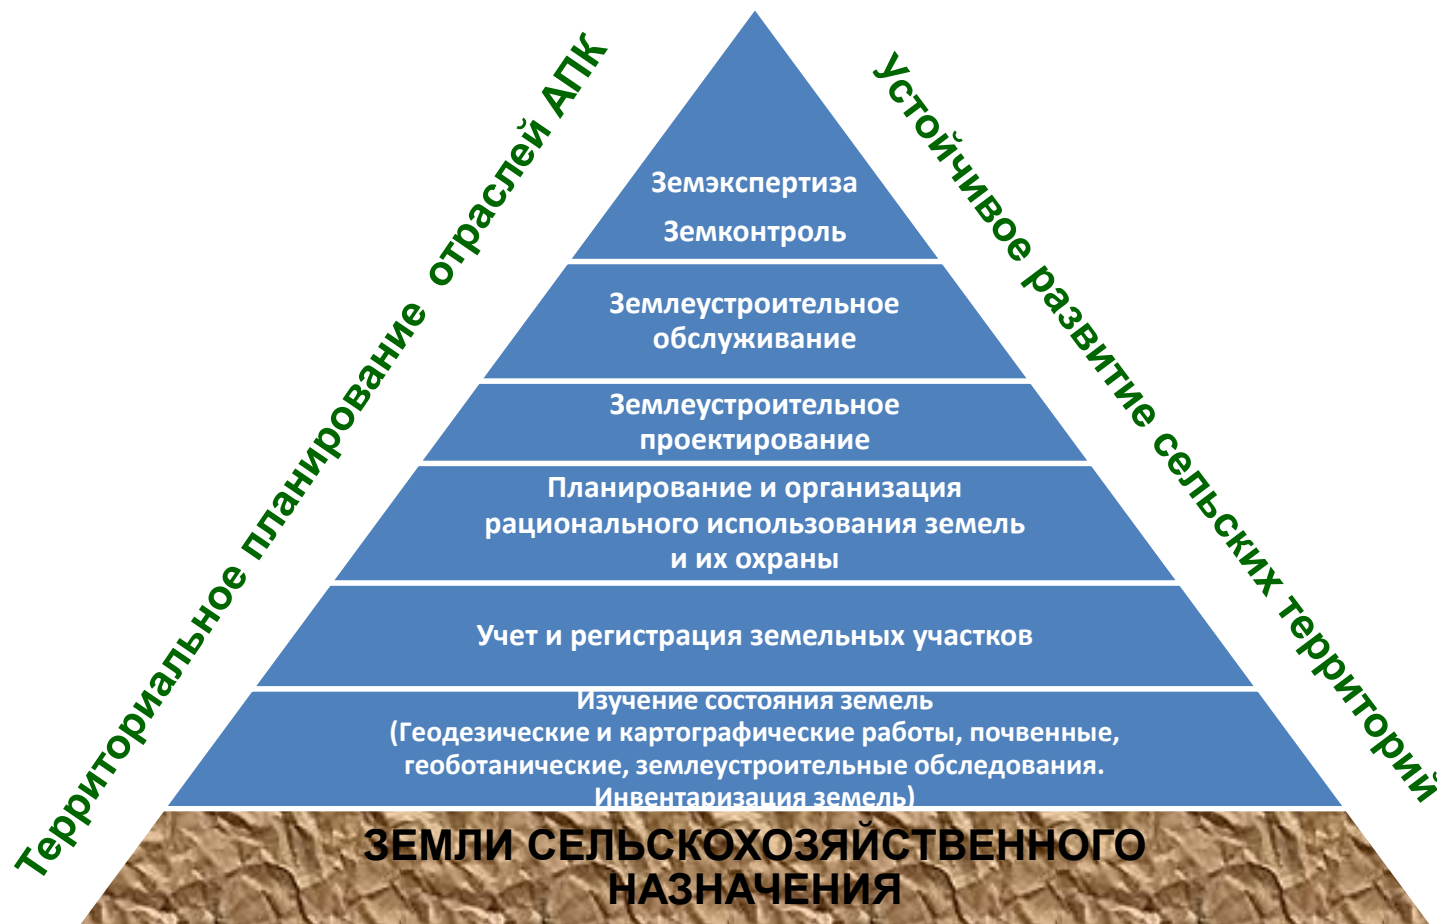 Территориальное планирование отраслей АПК
Устойчивое развитие сельских территорий
Земэкспертиза
Земконтроль
Землеустроительное
обслуживание
Землеустроительное
проектирование
Планирование и организация
рационального использования земель
и их охраны
Учет и регистрация земельных участков
Изучение состояния земель
(Геодезические и картографические работы, почвенные,
геоботанические, землеустроительные обследования.
Инвентаризация земель)
ЗЕМЛИ СЕЛЬСКОХОЗЯЙСТВЕННОГО
НАЗНАЧЕНИЯ